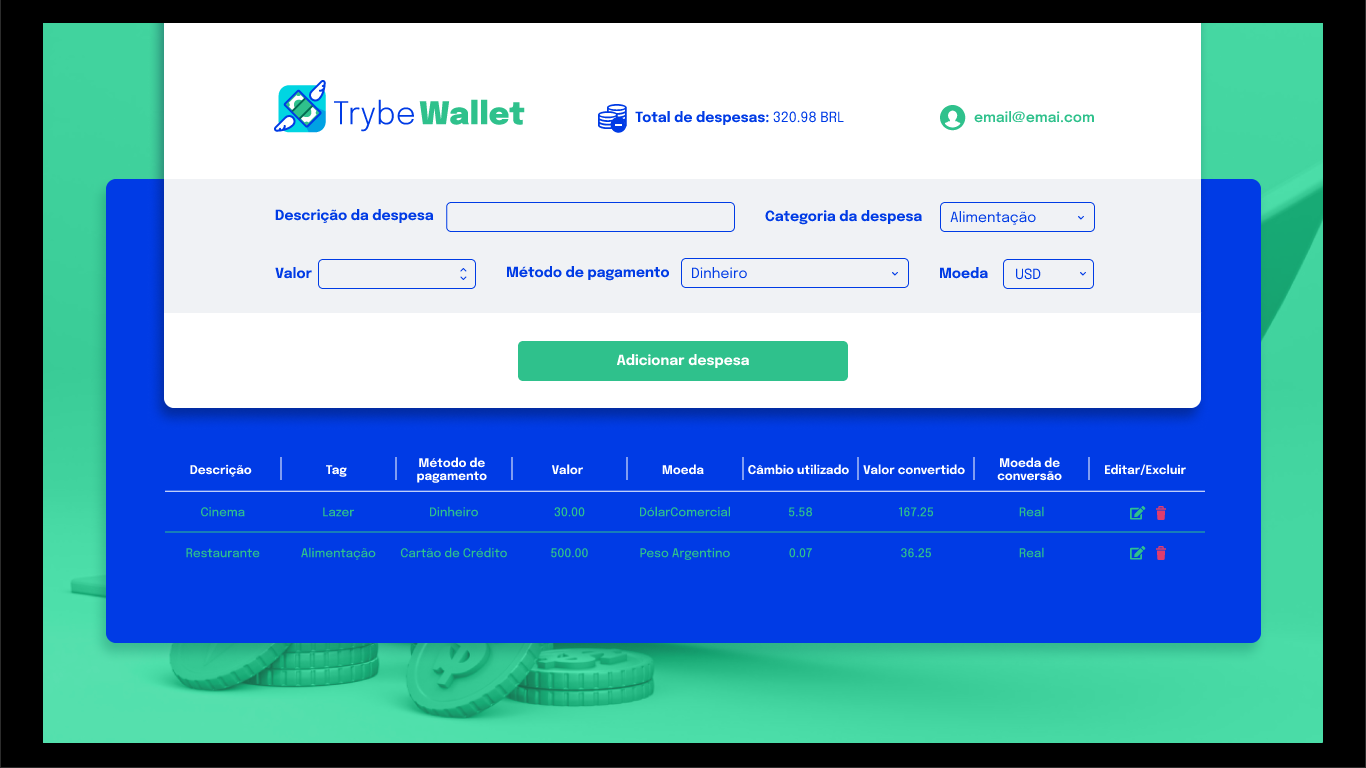 Trybe Wallet
Total de despesas: 320.98 BRL
email@emai.com
Descrição da despesa
Categoria da despesa
Alimentação
Valor
Método de pagamento
Dinheiro
Moeda
USD
Adicionar despesa
Descrição
Tag
Método de
pagamento
Valor
Moeda
Câmbio utilizado
Valor convertido
Moeda de
conversão
Editar/Excluir
Cinema
Lazer
Dinheiro
30.00
DólarComercial
5.58
167.25
Real
Restaurante
Alimentação
Cartão de Crédito
500.00
Peso Argentino
0.07
36.25
Real